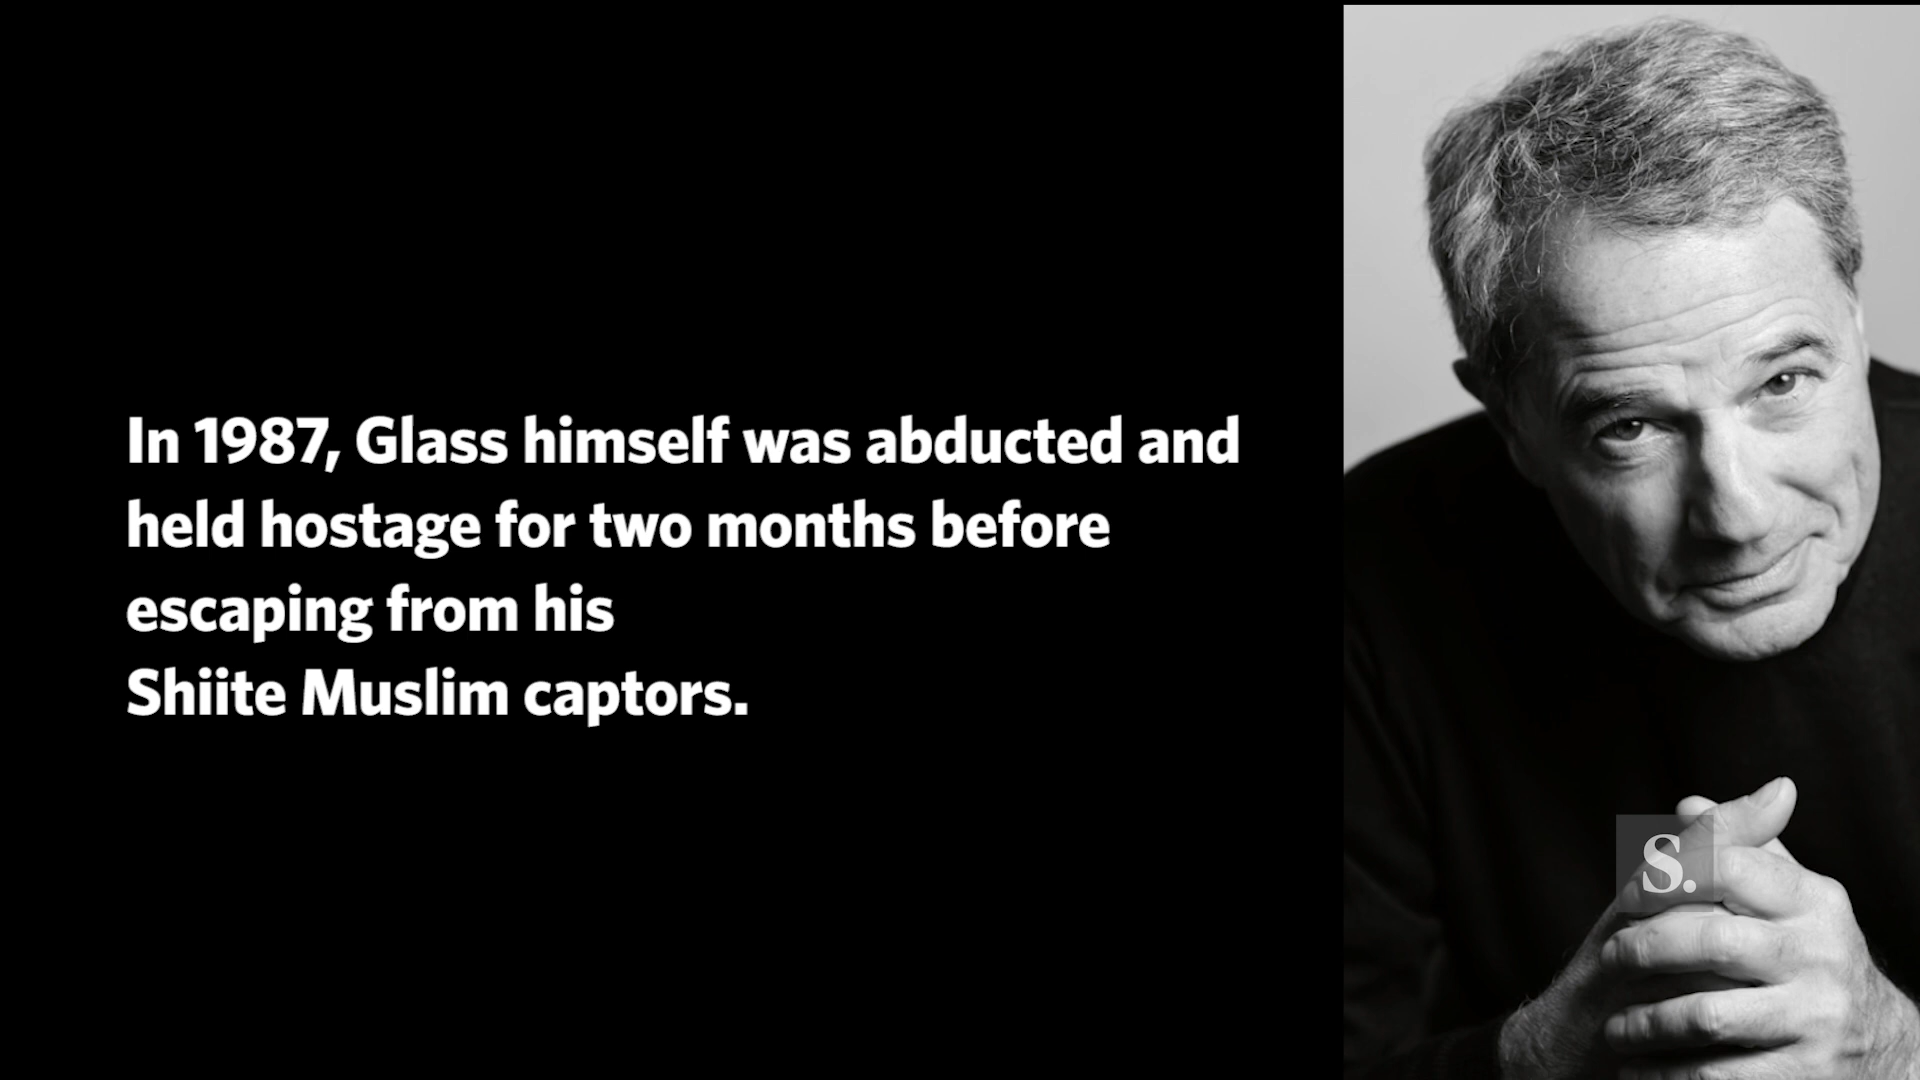 In 1987, Glass himself was abducted and
held hostage for two months before
escaping from his
Shiite Muslim captors.
S.